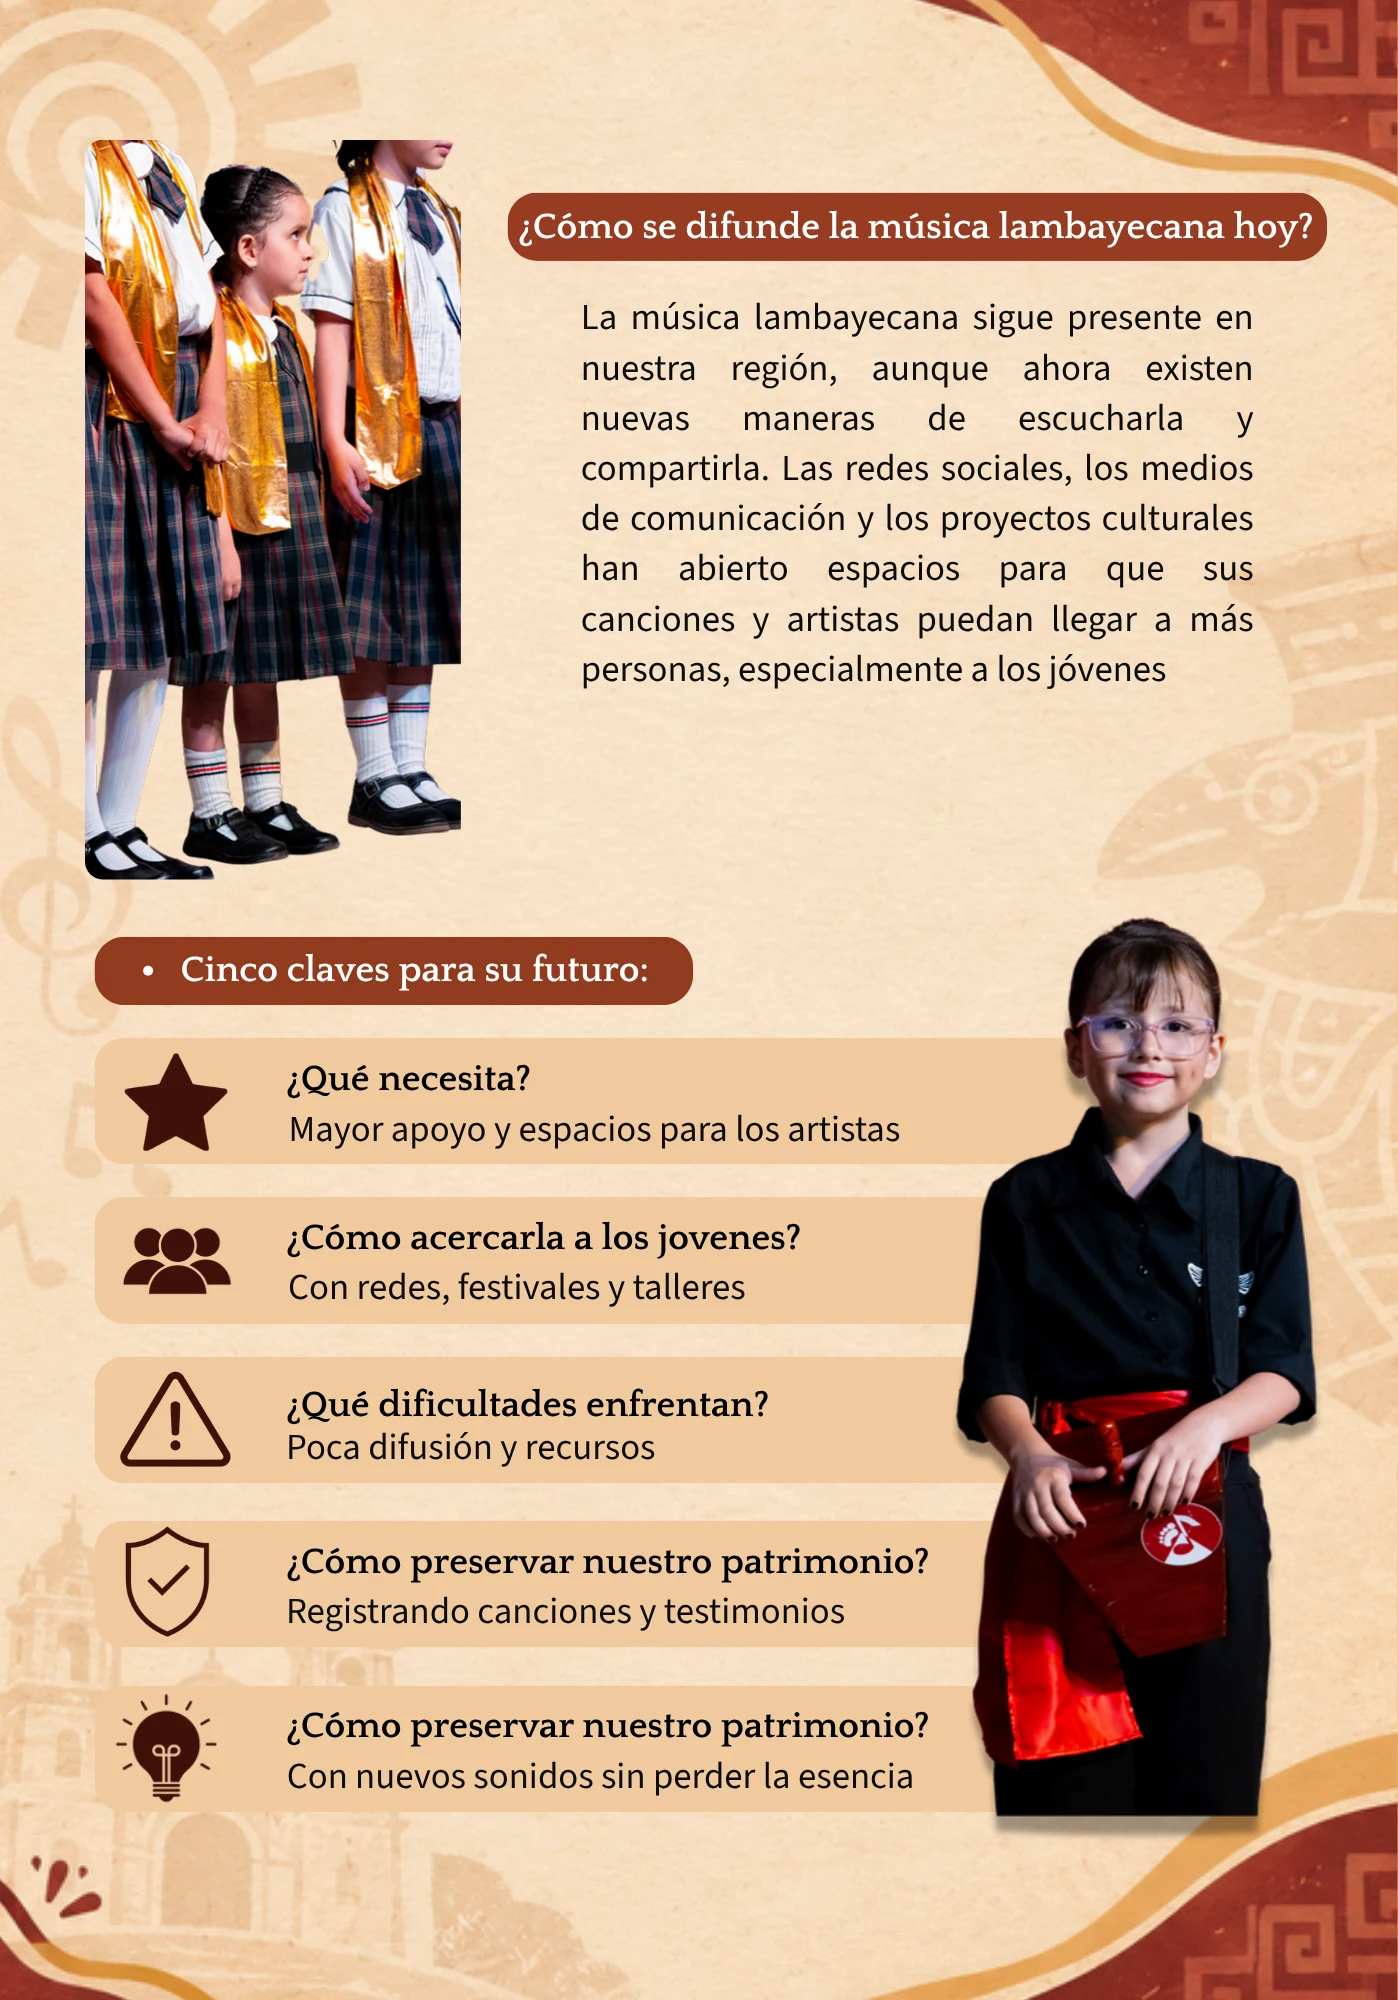 ¿Cómo se difunde la música lambayecana hoy?
La música lambayecana sigue presente en
nuestra región, aunque ahora existen
nuevas maneras de escucharla y
compartirla. Las redes sociales, los medios
de comunicación y los proyectos culturales
han abierto espacios para que sus
canciones y artistas puedan llegar a más
personas, especialmente a los jóvenes
• Cinco claves para su futuro:
¿Qué necesita?
Mayor apoyo y espacios para los artistas
¿Cómo acercarla a los jovenes?
Con redes, festivales y talleres
¿Qué dificultades enfrentan?
Poca difusión y recursos
¿Cómo preservar nuestro patrimonio?
Registrando canciones y testimonios
¿Cómo preservar nuestro patrimonio?
Con nuevos sonidos sin perder la esencia